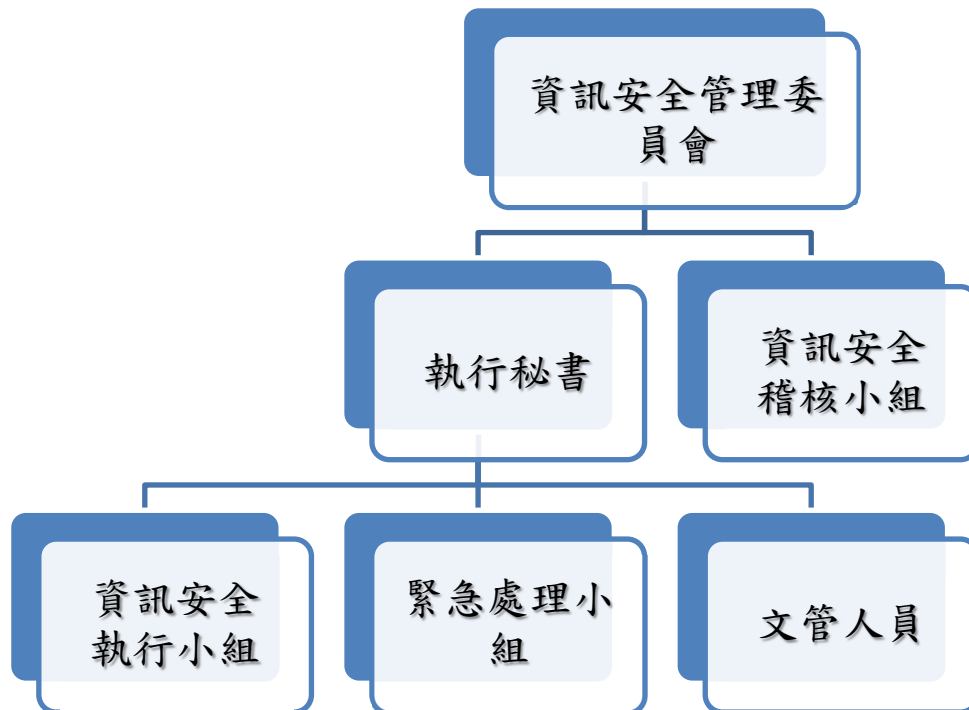 資訊安全管理委
員會
執行秘書
資訊安全
稽核小組
資訊安全
執行小組
緊急處理小
組
文管人員